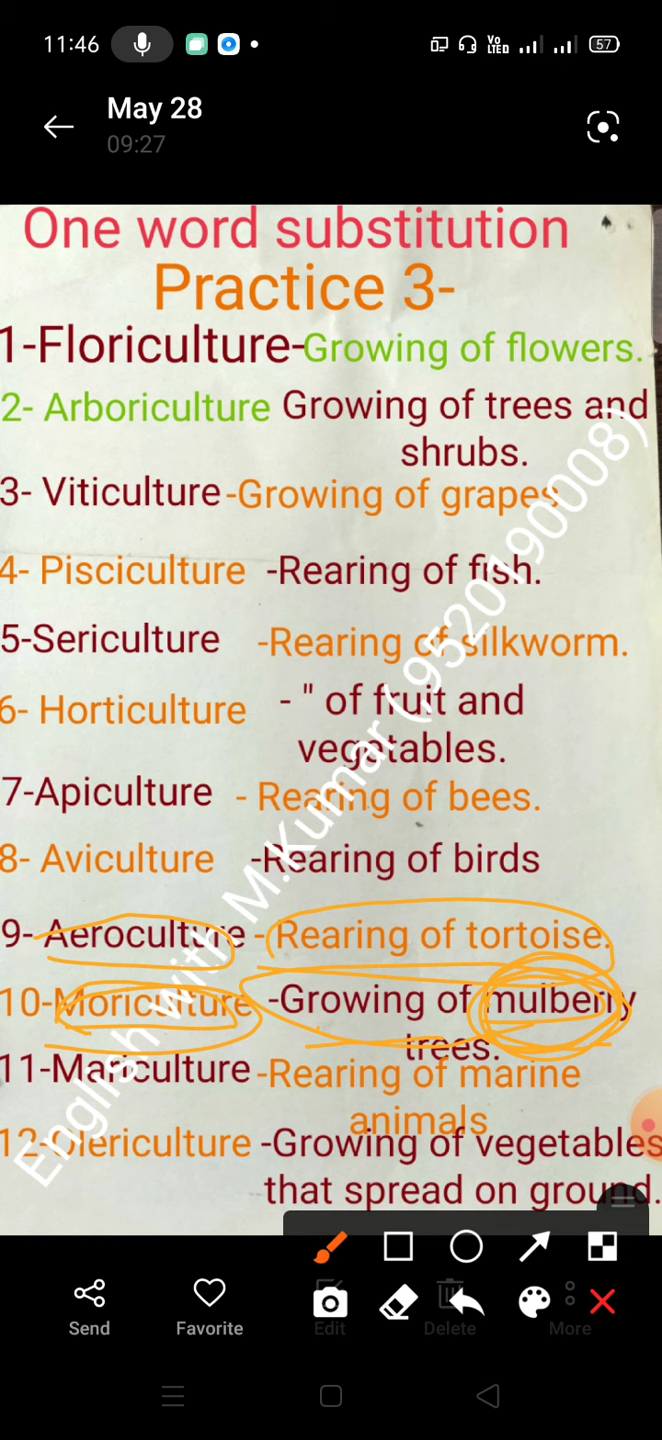 11:46
Vo
LTED
57
May 28
09:27
One word substitution
Practice 3-
1-Floriculture-Growing of flowers.
2- Arboriculture Growing of trees and
shrubs.
3- Viticulture -Growing of grapes
4- Pisciculture -Rearing of fish.
5-Sericulture -Rearing of silkworm.
6- Horticulture - " of fruit and
vegetables.
7-Apiculture - Rearing of bees.
8- Aviculture -Rearing of birds
9- Aeroculture -Rearing of tortoise.
10-Moriculture -Growing of mulberry
trees.
11-Mariculture -Rearing of marine
animals
12- Olericulture -Growing of vegetables
that spread on ground.
English with M.Kumar (,9520190008)
Send
Favorite
Edit
Delete
More